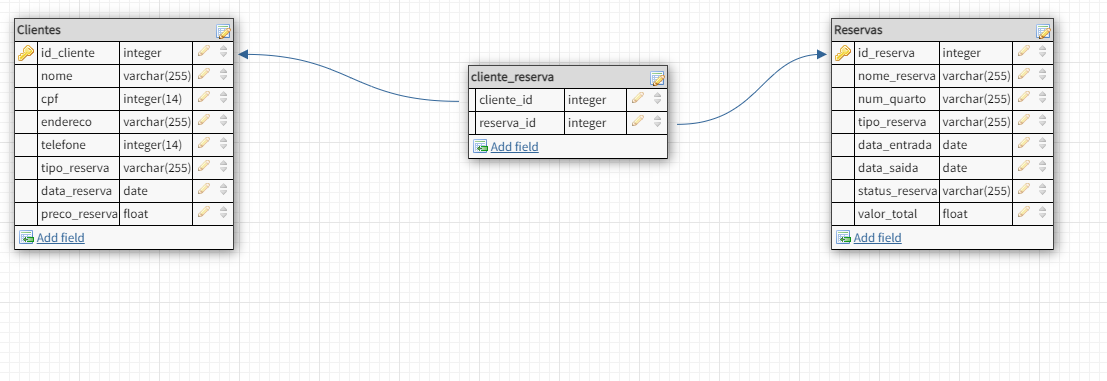 Clientes
id_cliente integer
nome varchar(255)
cpf integer(14)
endereco varchar(255)
telefone integer(14)
tipo_reserva varchar(255)
data_reserva date
preco_reserva float
Add field
cliente_reserva
cliente_id integer
reserva_id integer
Add field
Reservas
id_reserva integer
nome_reserva varchar(255)
num_quarto varchar(255)
tipo_reserva varchar(255)
data_entrada date
data_saida date
status_reserva varchar(255)
valor_total float
Add field